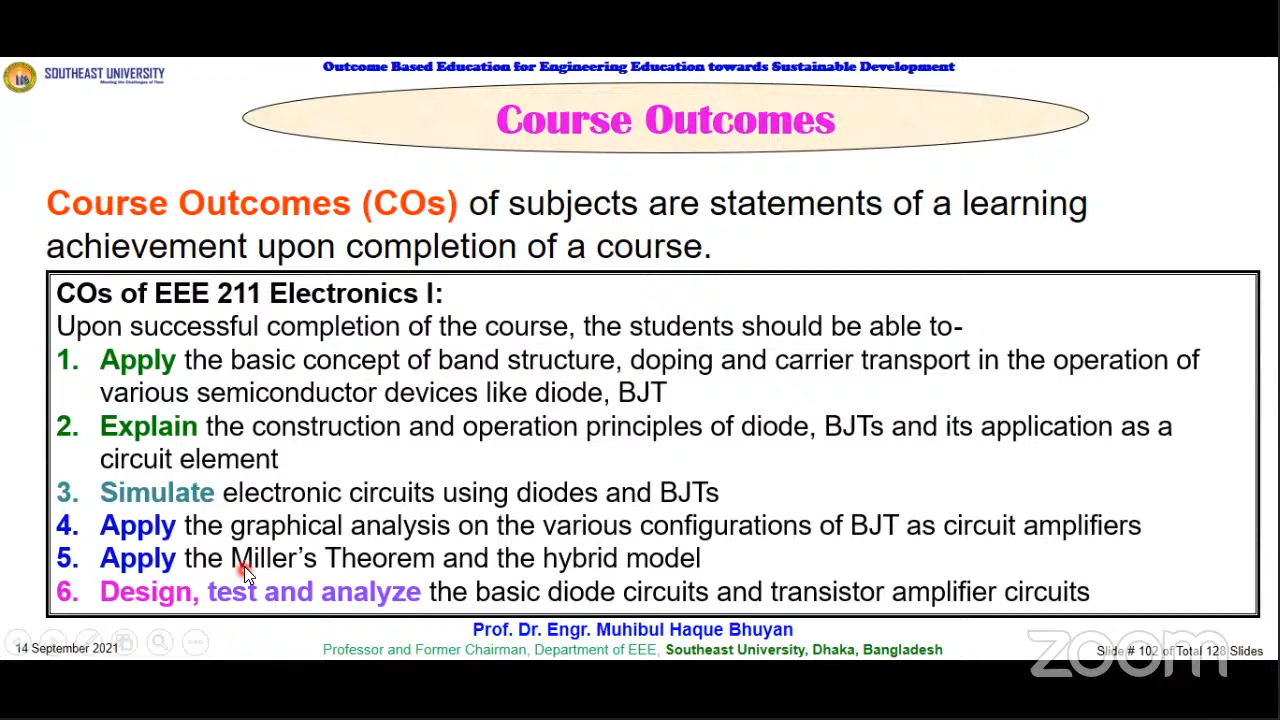 SOUTHEAST UNIVERSITY
Meeting the Challenges of Time
Outcome Based Education for Engineering Education towards Sustainable Development
Course Outcomes
Course Outcomes (COs) of subjects are statements of a learning
achievement upon completion of a course.
COs of EEE 211 Electronics I:
Upon successful completion of the course, the students should be able to-
1. Apply the basic concept of band structure, doping and carrier transport in the operation of
various semiconductor devices like diode, BJT
2. Explain the construction and operation principles of diode, BJTs and its application as a
circuit element
3. Simulate electronic circuits using diodes and BJTs
4. Apply the graphical analysis on the various configurations of BJT as circuit amplifiers
5. Apply the Miller’s Theorem and the hybrid model
6. Design, test and analyze the basic diode circuits and transistor amplifier circuits
Prof. Dr. Engr. Muhibul Haque Bhuyan
14 September 2021
Professor and Former Chairman, Department of EEE, Southeast University, Dhaka, Bangladesh
Slide # 102 of Total 128 Slides
zoom